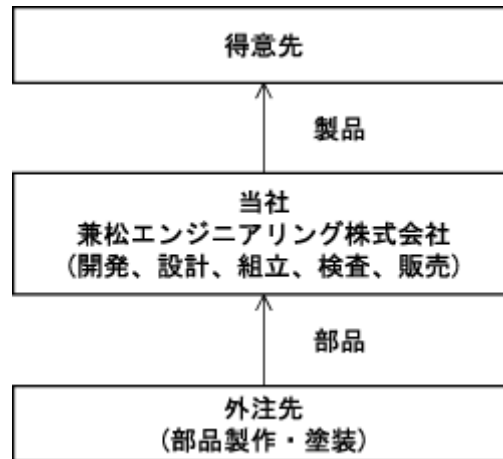 得意先
製品
当社
兼松エンジニアリング株式会社
(開発、設計、組立、検査、販売)
部品
外注先
(部品製作・塗装)